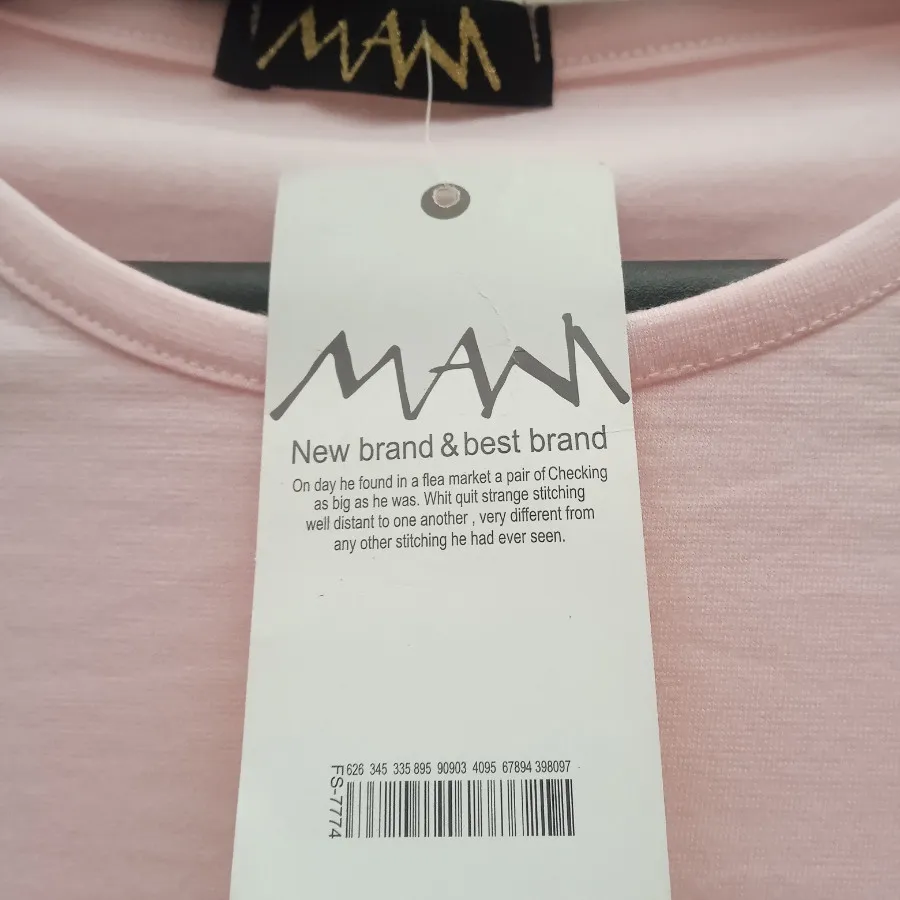 MANI
MANI
New brand & best brand
On day he found in a flea market a pair of Checking
as big as he was. Whit quit strange stitching
well distant to one another , very different from
any other stitching he had ever seen.
626 345 335 895 90903 4095 67894 398097
FS-7774